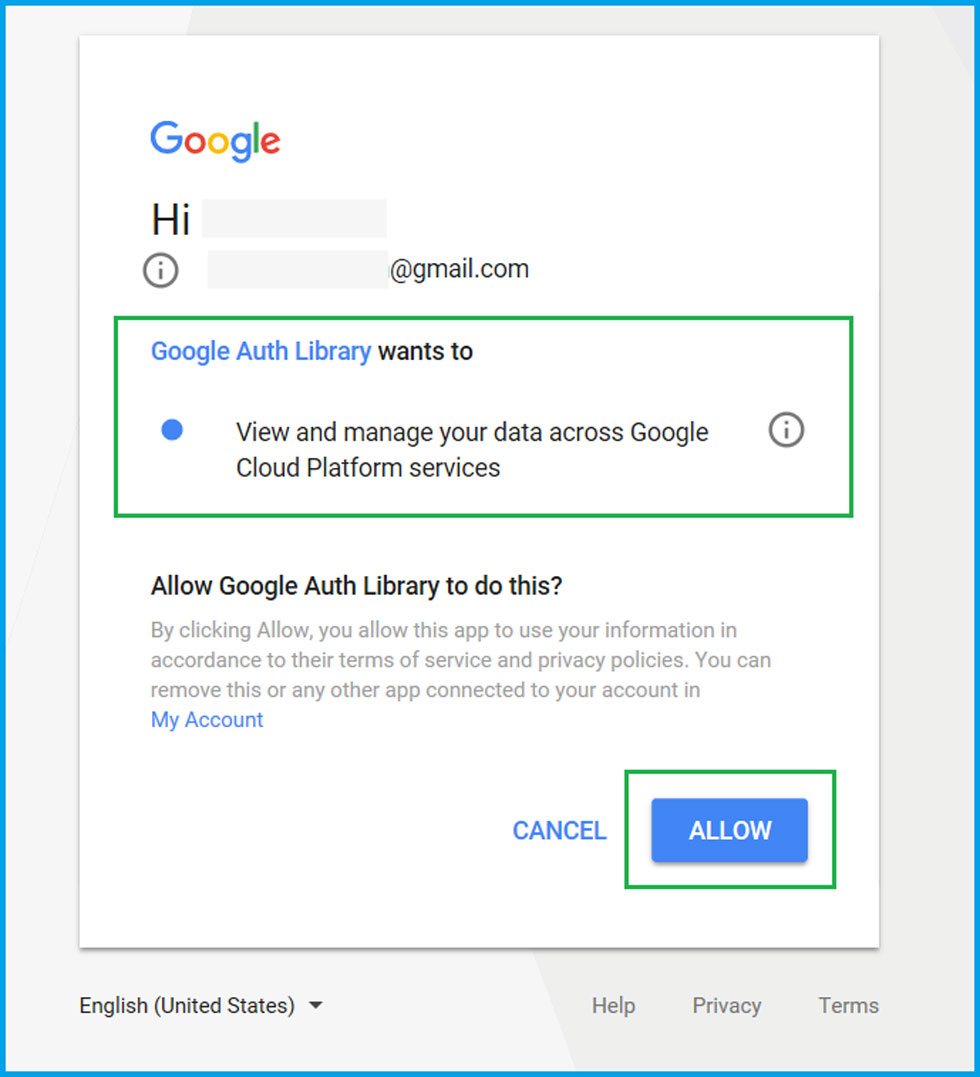 Google
Hi
@gmail.com
Google Auth Library wants to
View and manage your data across Google
Cloud Platform services
Allow Google Auth Library to do this?
By clicking Allow, you allow this app to use your information in
accordance to their terms of service and privacy policies. You can
remove this or any other app connected to your account in
My Account
CANCEL ALLOW
English (United States) Help Privacy Terms